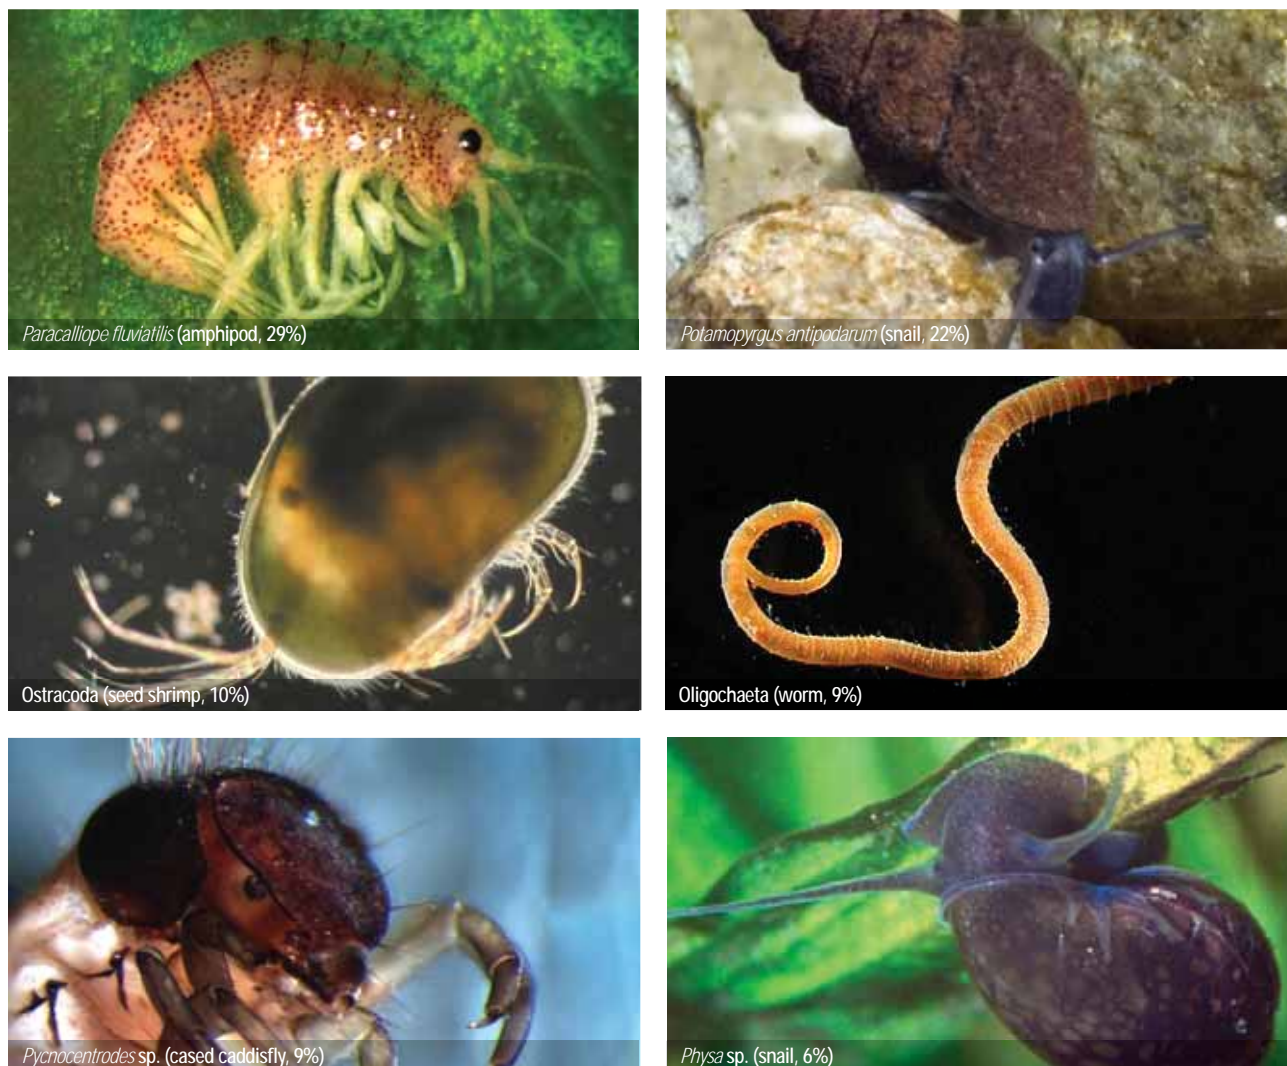 Paracalliope fluviatilis (amphipod, 29%)
Potamopyrgus antipodarum (snail, 22%)
Ostracoda (seed shrimp, 10%)
Oligochaeta (worm, 9%)
Pycnocentrodes sp. (cased caddisfly, 9%)
Physa sp. (snail, 6%)